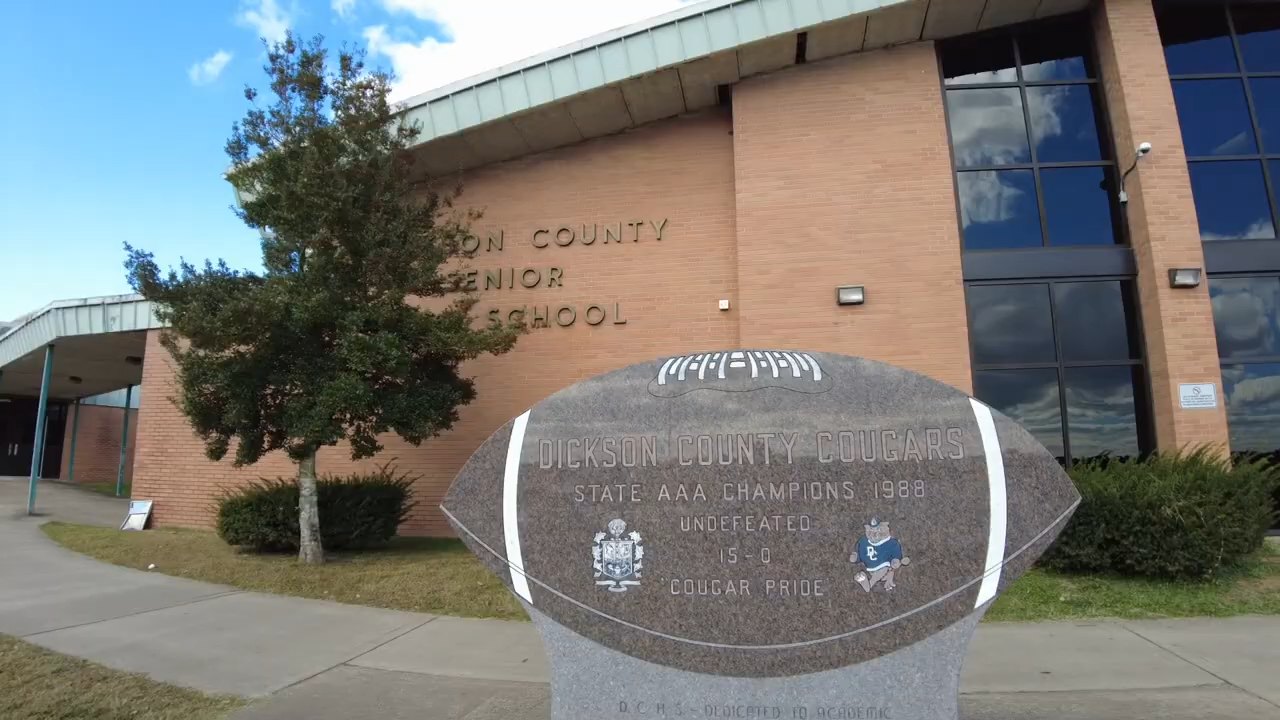 ON COUNTY
ENIOR
SCHOOL
DICKSON COUNTY COUGARS
STATE AAA CHAMPIONS 1988
UNDEFEATED
15-0
"COUGAR PRIDE
DC
D.C.H.S - DEDICATED TO ACADEMIC